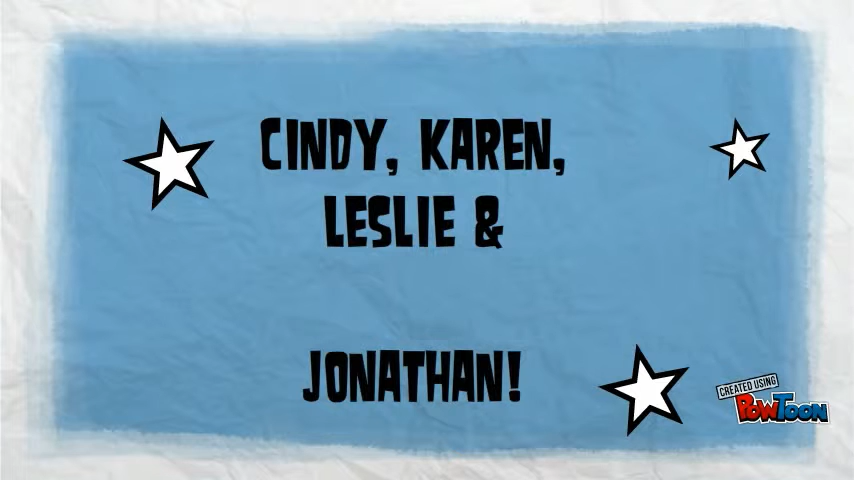 CINDY, KAREN,
LESLIE &
JONATHAN!
CREATED USING
POWTOON